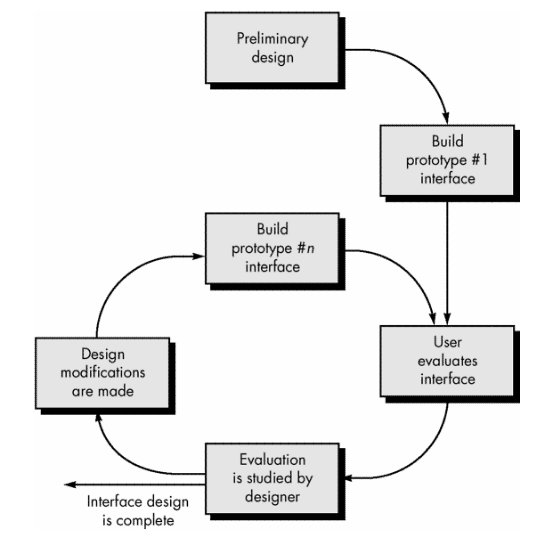 Preliminary
design
Build
prototype #1
interface
Build
prototype #n
interface
User
evaluates
interface
Design
modifications
are made
Evaluation
is studied by
designer
Interface design
is complete